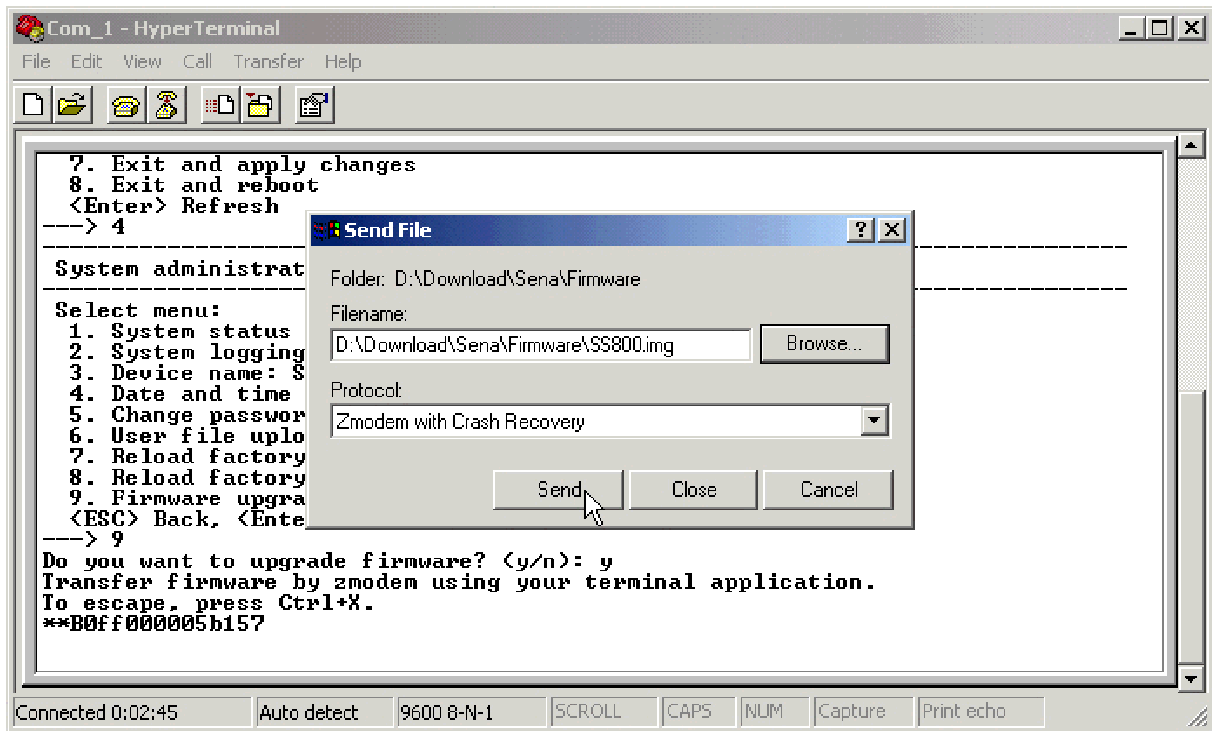 Com_1 - HyperTerminal
File Edit View Call Transfer Help
7. Exit and apply changes
8. Exit and reboot
<Enter> Refresh
---> 4
System administrat
Select menu:
1. System status
2. System logging
3. Device name: S
4. Date and time
5. Change passwor
6. User file uplo
7. Reload factory
8. Reload factory
9. Firmware upgra
<ESC> Back, <Ente
---> 9
Do you want to upgrade firmware? (y/n): y
Transfer firmware by zmodem using your terminal application.
To escape, press Ctrl+X.
**B0ff000005b157
Send File
Folder: D:\Download\Sena\Firmware
Filename:
D:\Download\Sena\Firmware\SS800.img
Browse...
Protocol:
Zmodem with Crash Recovery
Send Close Cancel
Connected 0:02:45 Auto detect 9600 8-N-1 SCROLL CAPS NUM Capture Print echo